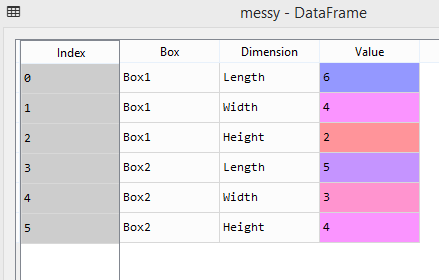 messy - DataFrame
Index Box Dimension Value
0 Box1 Length 6
1 Box1 Width 4
2 Box1 Height 2
3 Box2 Length 5
4 Box2 Width 3
5 Box2 Height 4